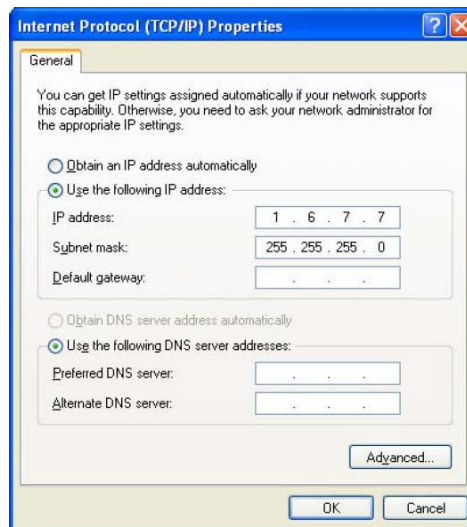 Internet Protocol (TCP/IP) Properties
General
You can get IP settings assigned automatically if your network supports
this capability. Otherwise, you need to ask your network administrator for
the appropriate IP settings.
Obtain an IP address automatically
Use the following IP address:
IP address: 1 . 6 . 7 . 7
Subnet mask: 255 . 255 . 255 . 0
Default gateway: . . .
Obtain DNS server address automatically
Use the following DNS server addresses:
Preferred DNS server: . . .
Alternate DNS server: . . .
Advanced...
OK Cancel